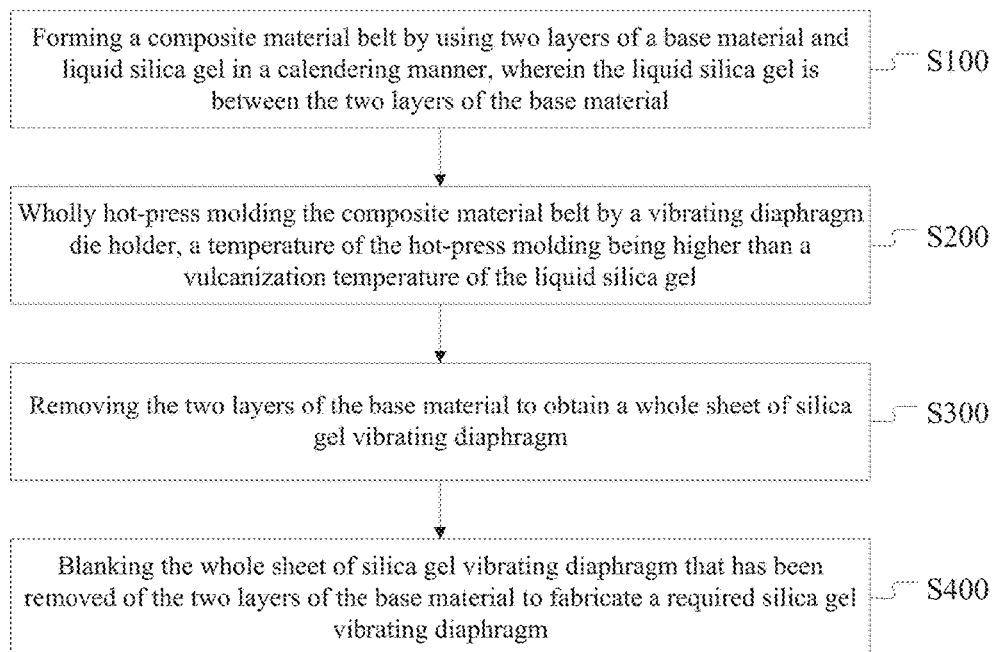 Forming a composite material belt by using two layers of a base material and
liquid silica gel in a calendering manner, wherein the liquid silica gel is
between the two layers of the base material
S100
Wholly hot-press molding the composite material belt by a vibrating diaphragm
die holder, a temperature of the hot-press molding being higher than a
vulcanization temperature of the liquid silica gel
S200
Removing the two layers of the base material to obtain a whole sheet of silica
gel vibrating diaphragm
S300
Blanking the whole sheet of silica gel vibrating diaphragm that has been
removed of the two layers of the base material to fabricate a required silica gel
vibrating diaphragm
S400